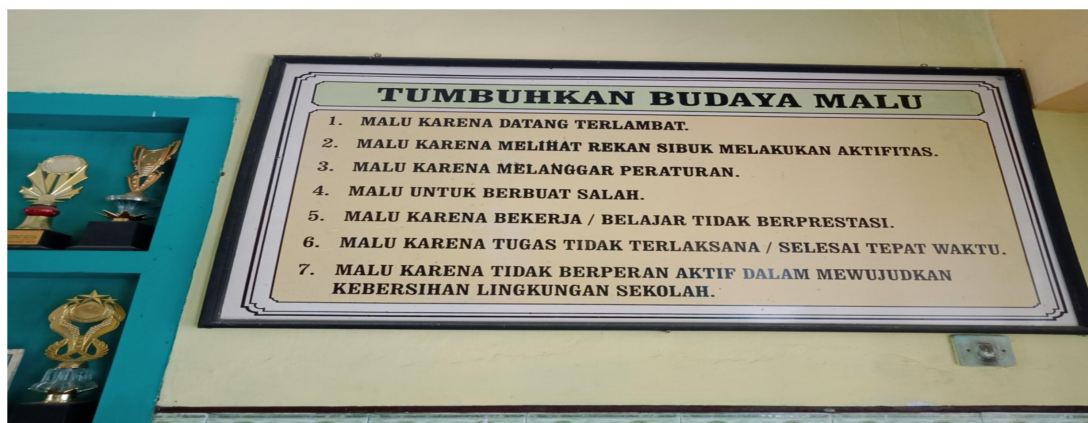 TUMBUHKAN BUDAYA MALU
1. MALU KARENA DATANG TERLAMBAT.
2. MALU KARENA MELIHAT REKAN SIBUK MELAKUKAN AKTIFITAS.
3. MALU KARENA MELANGGAR PERATURAN.
4. MALU UNTUK BERBUAT SALAH.
5. MALU KARENA BEKERJA / BELAJAR TIDAK BERPRESTASI.
6. MALU KARENA TUGAS TIDAK TERLAKSANA / SELESAI TEPAT WAKTU.
7. MALU KARENA TIDAK BERPERAN AKTIF DALAM MEWUJUDKAN
KEBERSIHAN LINGKUNGAN SEKOLAH.